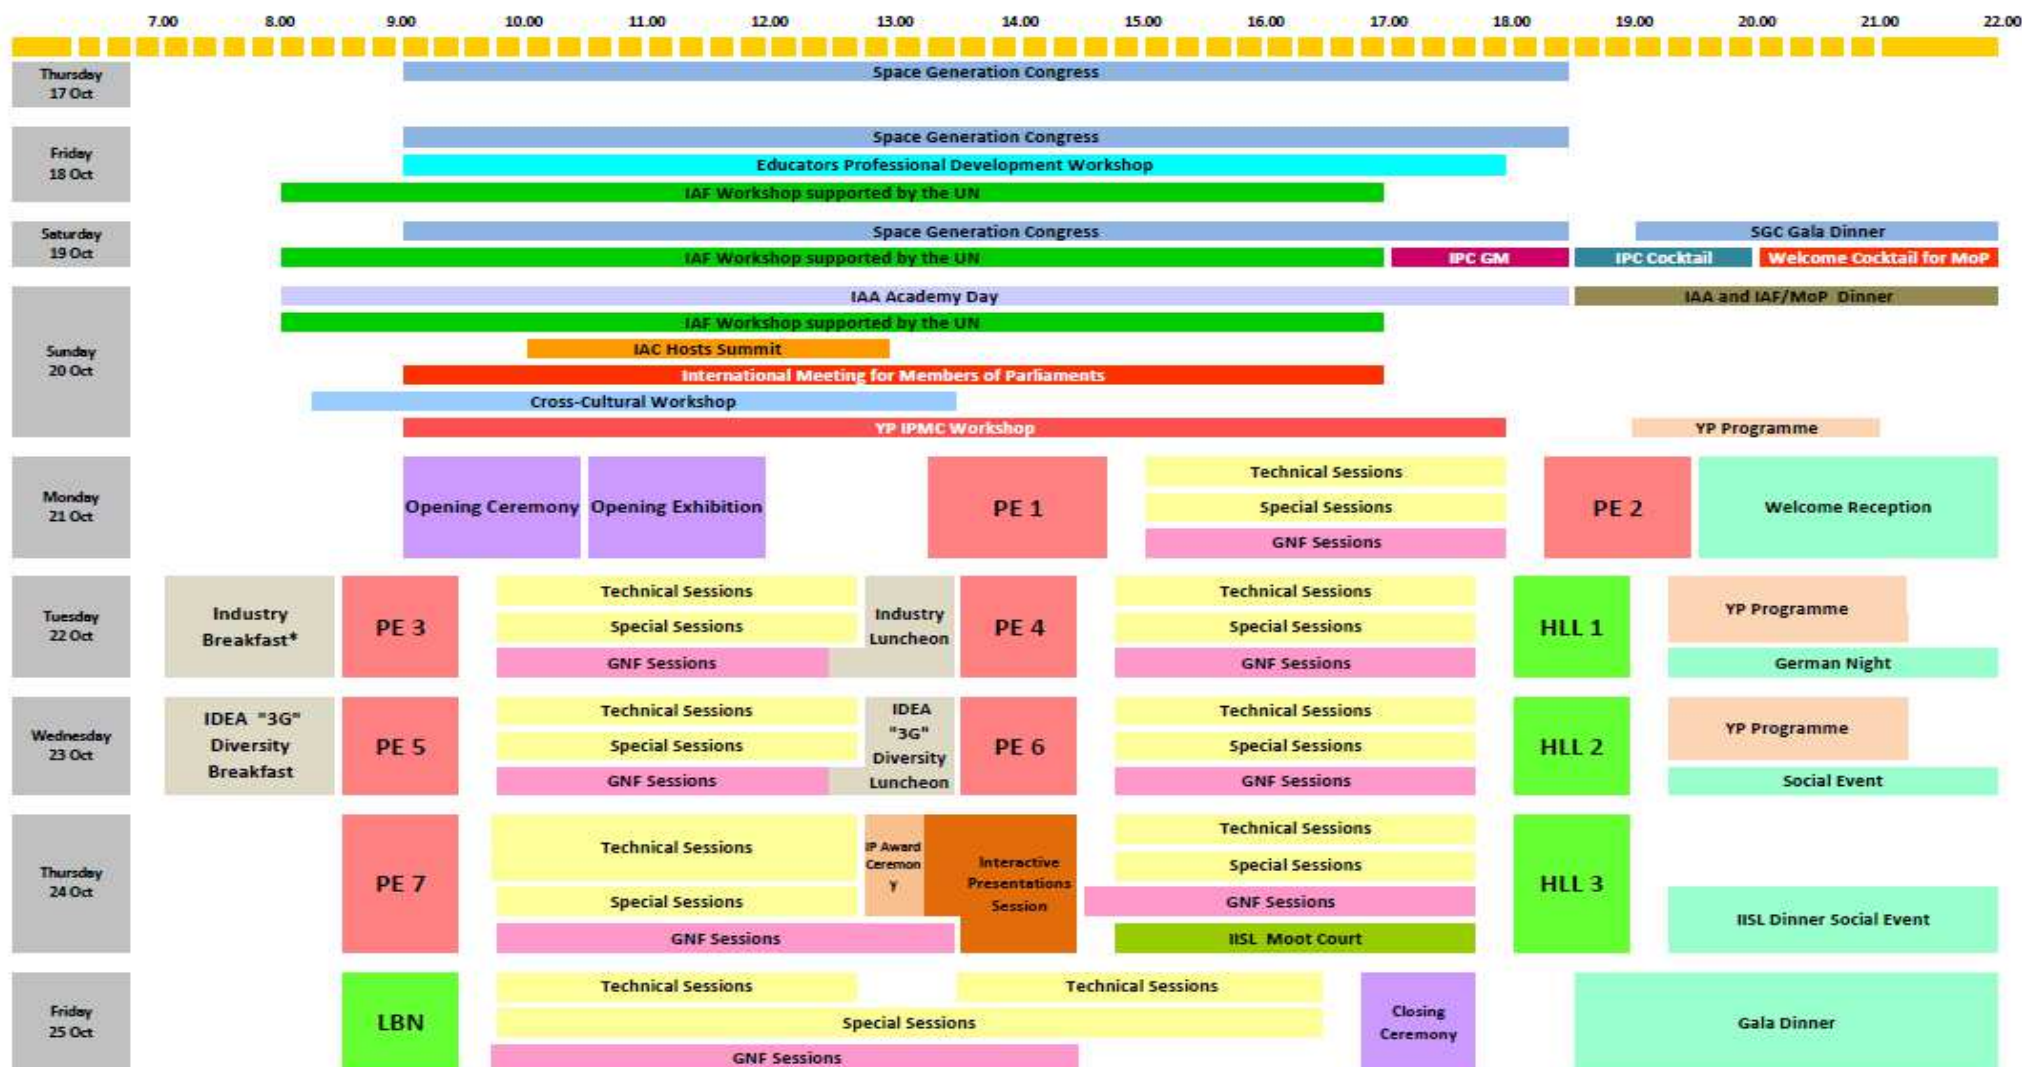 7.00 8.00 9.00 10.00 11.00 12.00 13.00 14.00 15.00 16.00 17.00 18.00 19.00 20.00 21.00 22.00
Thursday
17 Oct
Space Generation Congress
Friday
18 Oct
Space Generation Congress
Educators Professional Development Workshop
IAF Workshop supported by the UN
Saturday
19 Oct
Space Generation Congress
SGC Gala Dinner
IAF Workshop supported by the UN
IPC GM
IPC Cocktail
Welcome Cocktail for MoP
Sunday
20 Oct
IAA Academy Day
IAA and IAF/MoP Dinner
IAF Workshop supported by the UN
IAC Hosts Summit
International Meeting for Members of Parliaments
Cross-Cultural Workshop
YP IPMC Workshop
YP Programme
Monday
21 Oct
Opening Ceremony
Opening Exhibition
PE 1
Technical Sessions
Special Sessions
GNF Sessions
PE 2
Welcome Reception
Tuesday
22 Oct
Industry
Breakfast*
PE 3
Technical Sessions
Special Sessions
GNF Sessions
Industry
Luncheon
PE 4
Technical Sessions
Special Sessions
GNF Sessions
HLL 1
YP Programme
German Night
Wednesday
23 Oct
IDEA "3G"
Diversity
Breakfast
PE 5
Technical Sessions
Special Sessions
GNF Sessions
IDEA
"3G"
Diversity
Luncheon
PE 6
Technical Sessions
Special Sessions
GNF Sessions
HLL 2
YP Programme
Social Event
Thursday
24 Oct
PE 7
Technical Sessions
Special Sessions
GNF Sessions
IP Award
Ceremon
y
Interactive
Presentations
Session
Technical Sessions
Special Sessions
GNF Sessions
IISL Moot Court
HLL 3
IISL Dinner Social Event
Friday
25 Oct
LBN
Technical Sessions
Technical Sessions
Special Sessions
GNF Sessions
Closing
Ceremony
Gala Dinner